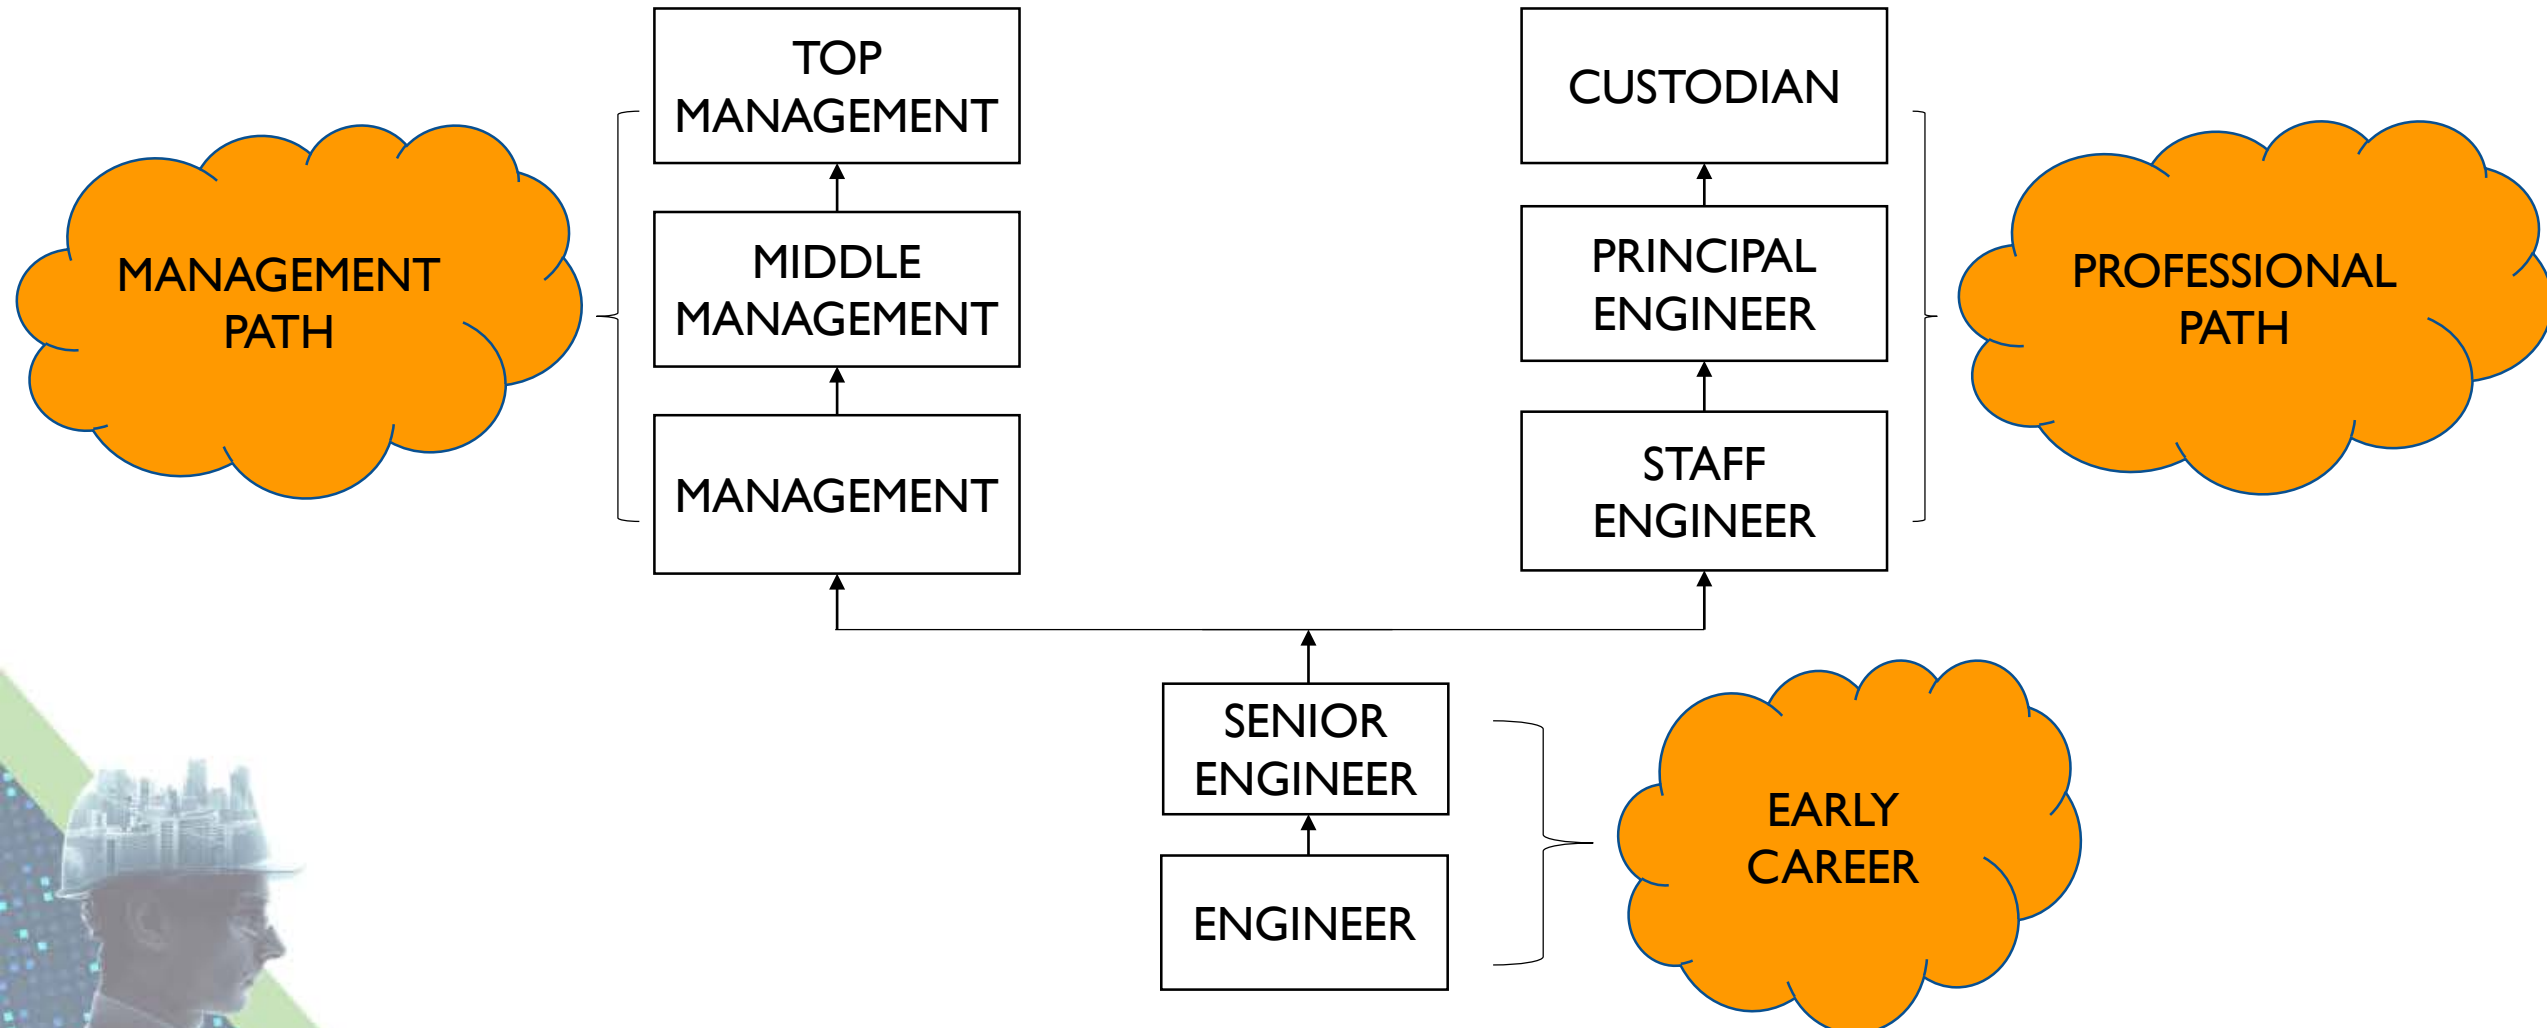 TOP
MANAGEMENT
CUSTODIAN
MANAGEMENT
PATH
MIDDLE
MANAGEMENT
PRINCIPAL
ENGINEER
PROFESSIONAL
PATH
MANAGEMENT
STAFF
ENGINEER
SENIOR
ENGINEER
EARLY
CAREER
ENGINEER